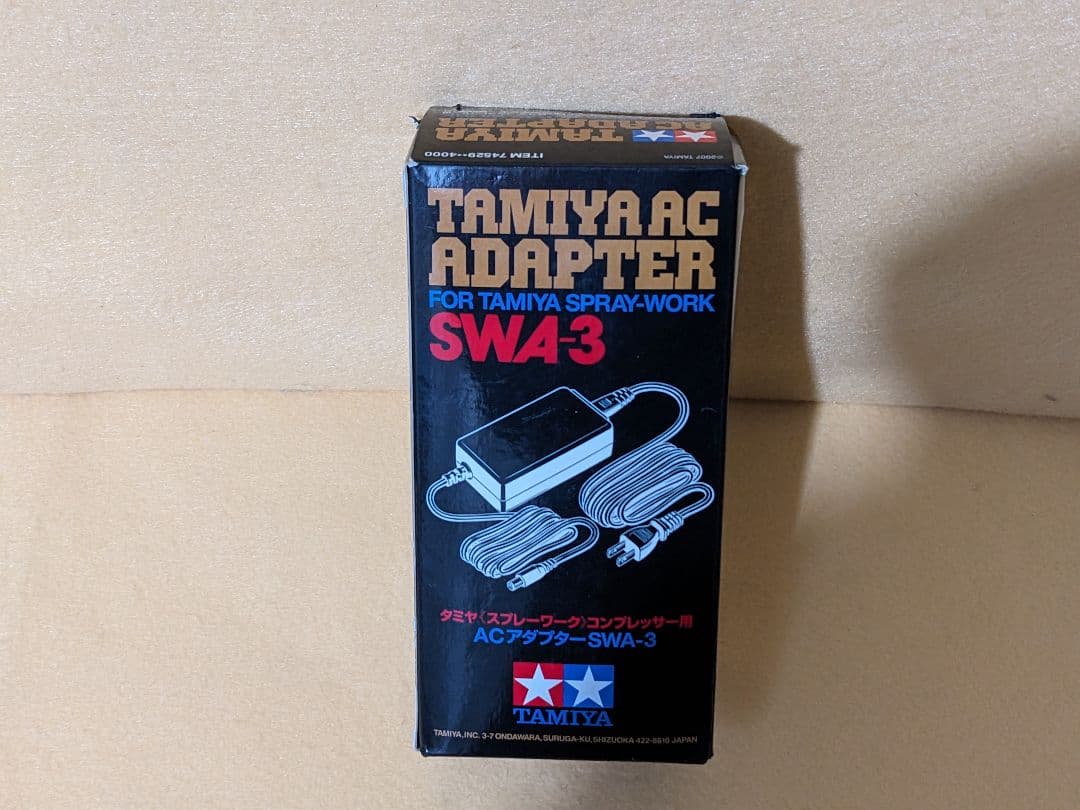 TAMIYA
AC ADAPTER
ITEM 74529••4000
©2007 TAMIYA
TAMIYA AC
ADAPTER
FOR TAMIYA SPRAY-WORK
SWA-3
タミヤ〈スプレーワーク〉コンプレッサー用
ACアダプターSWA-3
TAMIYA
TAMIYA, INC. 3-7 ONDAWARA, SURUGA-KU, SHIZUOKA 422-8610 JAPAN